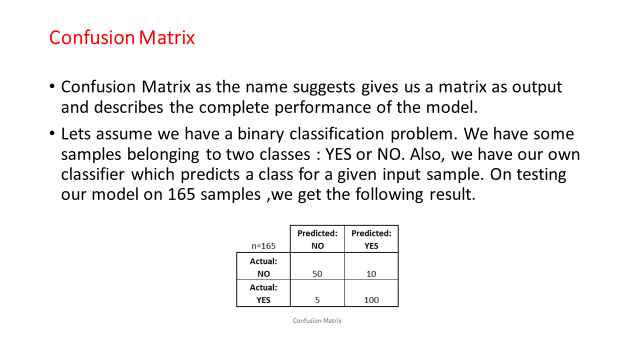 Confusion Matrix
• Confusion Matrix as the name suggests gives us a matrix as output
and describes the complete performance of the model.
• Lets assume we have a binary classification problem. We have some
samples belonging to two classes : YES or NO. Also, we have our own
classifier which predicts a class for a given input sample. On testing
our model on 165 samples ,we get the following result.
Predicted: Predicted:
n=165 NO YES
Actual:
NO 50 10
Actual:
YES 5 100
Confusion Matrix